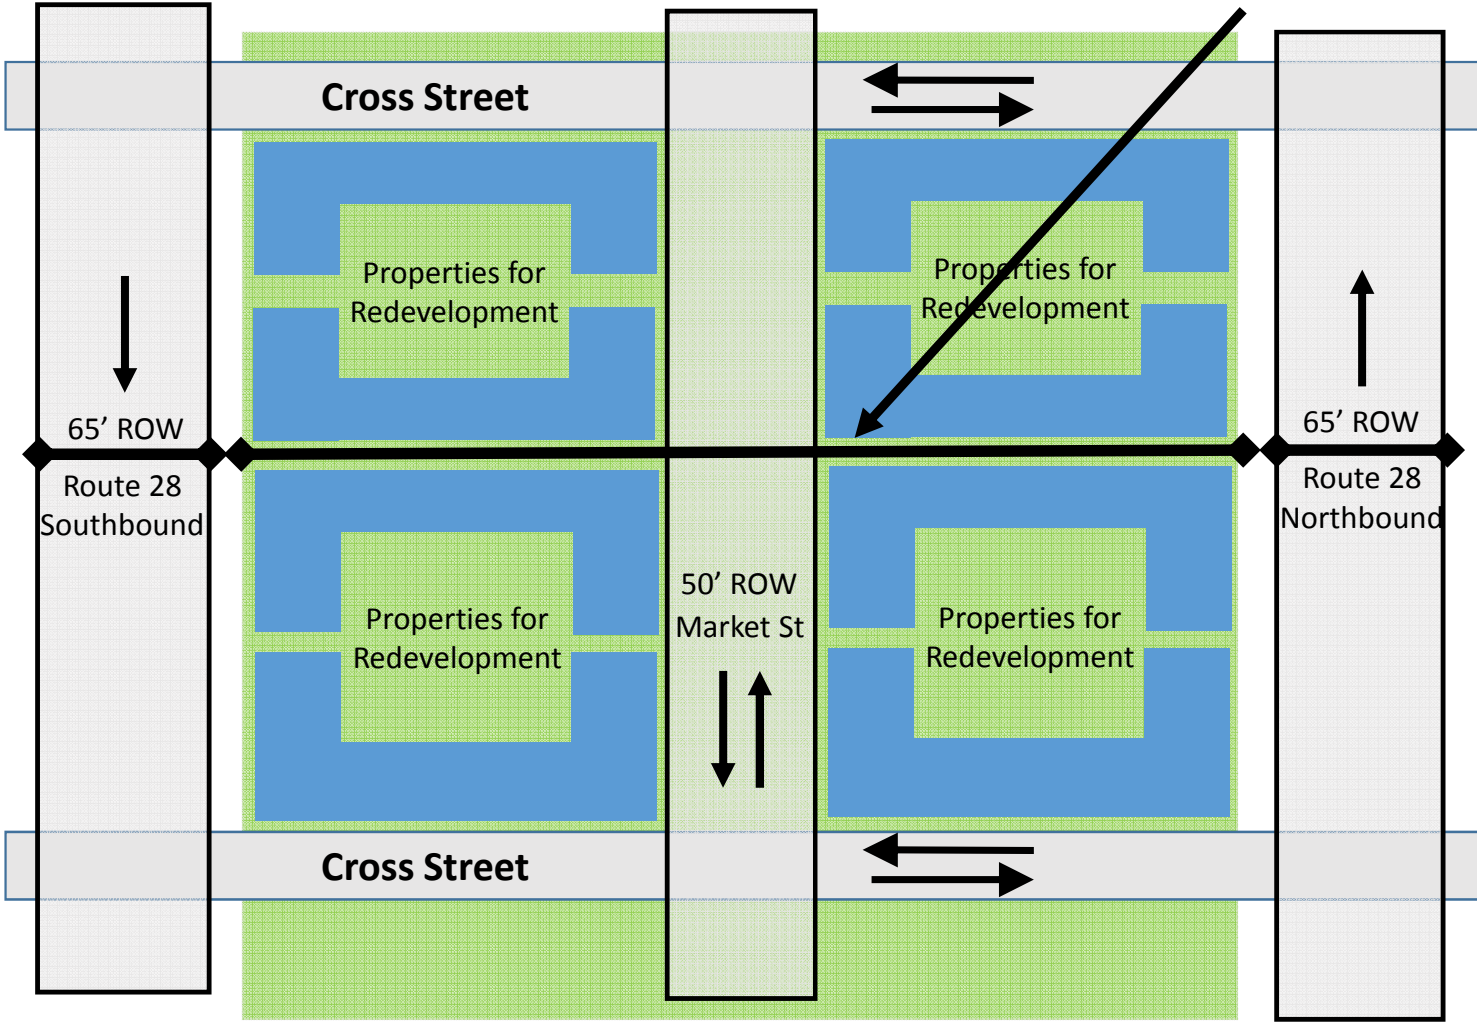 Cross Street
Properties for
Redevelopment
Properties for
Redevelopment
65’ ROW
Route 28
Southbound
65’ ROW
Route 28
Northbound
50’ ROW
Market St
Properties for
Redevelopment
Properties for
Redevelopment
Cross Street